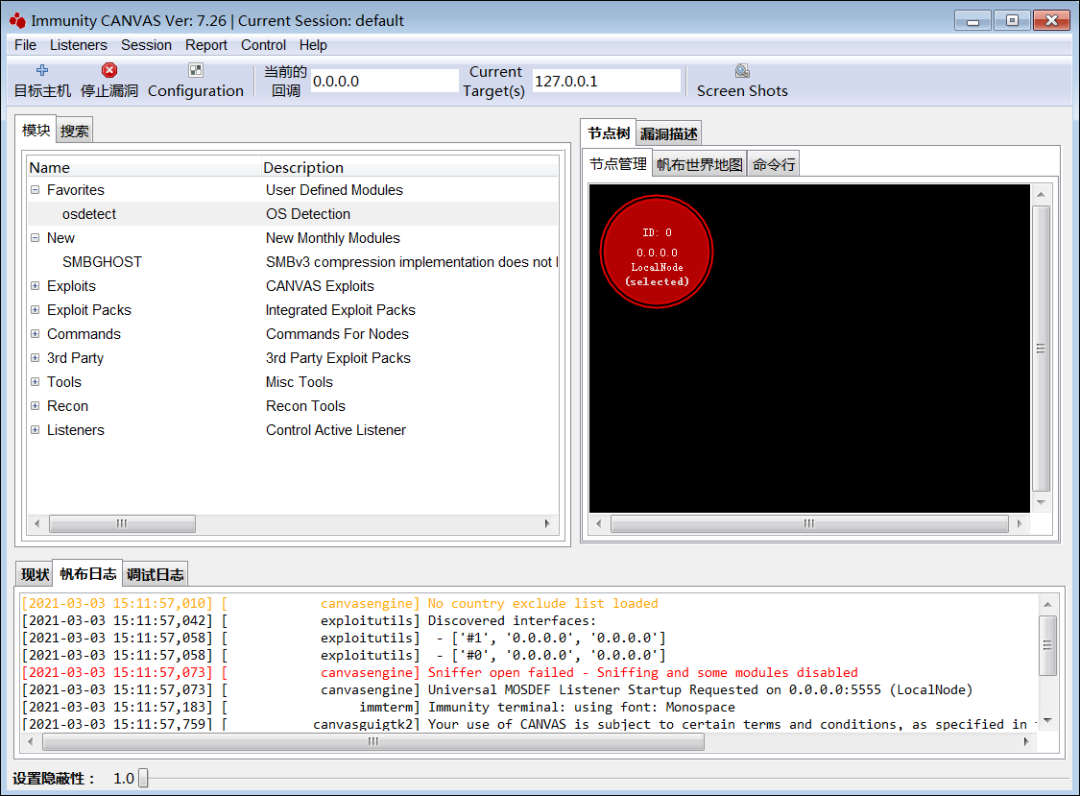 Immunity CANVAS Ver: 7.26 | Current Session: default
File Listeners Session Report Control Help
目标主机 停止漏洞 Configuration 当前的回调 0.0.0.0 Current Target(s) 127.0.0.1 Screen Shots
模块 搜索
Name Description
Favorites User Defined Modules
osdetect OS Detection
New New Monthly Modules
SMBGHOST SMBv3 compression implementation does not
Exploits CANVAS Exploits
Exploit Packs Integrated Exploit Packs
Commands Commands For Nodes
3rd Party 3rd Party Exploit Packs
Tools Misc Tools
Recon Recon Tools
Listeners Control Active Listener
节点树 漏洞描述
节点管理 帆布世界地图 命令行
ID: 0
0.0.0.0
LocalNode
(selected)
现状 帆布日志 调试日志
[2021-03-03 15:11:57,010] [ canvasengine] No country exclude list loaded
[2021-03-03 15:11:57,042] [ exploitutils] Discovered interfaces:
[2021-03-03 15:11:57,058] [ exploitutils] - ['#1', '0.0.0.0', '0.0.0.0']
[2021-03-03 15:11:57,058] [ exploitutils] - ['#0', '0.0.0.0', '0.0.0.0']
[2021-03-03 15:11:57,073] [ canvasengine] Sniffer open failed - Sniffing and some modules disabled
[2021-03-03 15:11:57,073] [ canvasengine] Universal MOSDEF Listener Startup Requested on 0.0.0.0:5555 (LocalNode)
[2021-03-03 15:11:57,183] [ immterm] Immunity terminal: using font: Monospace
[2021-03-03 15:11:57,759] [ canvasguigtk2] Your use of CANVAS is subject to certain terms and conditions, as specified in
设置隐蔽性： 1.0